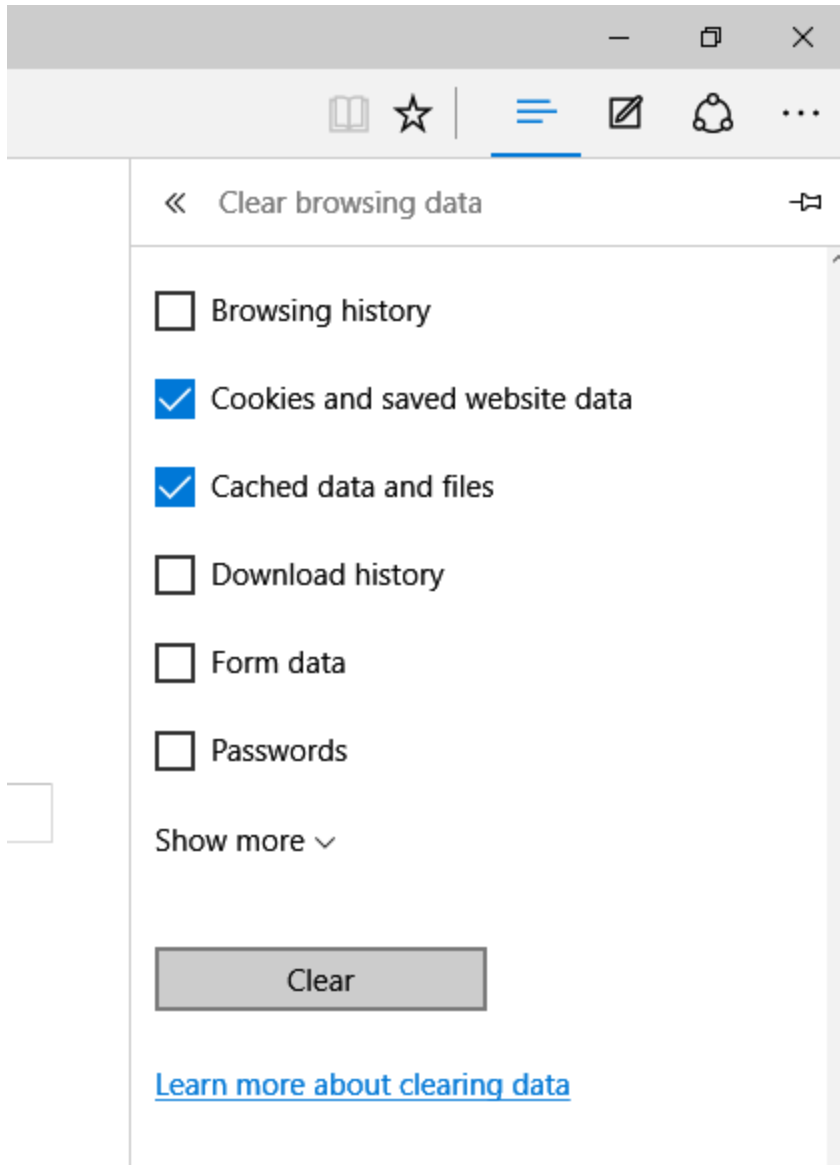 Clear browsing data
Browsing history
Cookies and saved website data
Cached data and files
Download history
Form data
Passwords
Show more
Clear
Learn more about clearing data